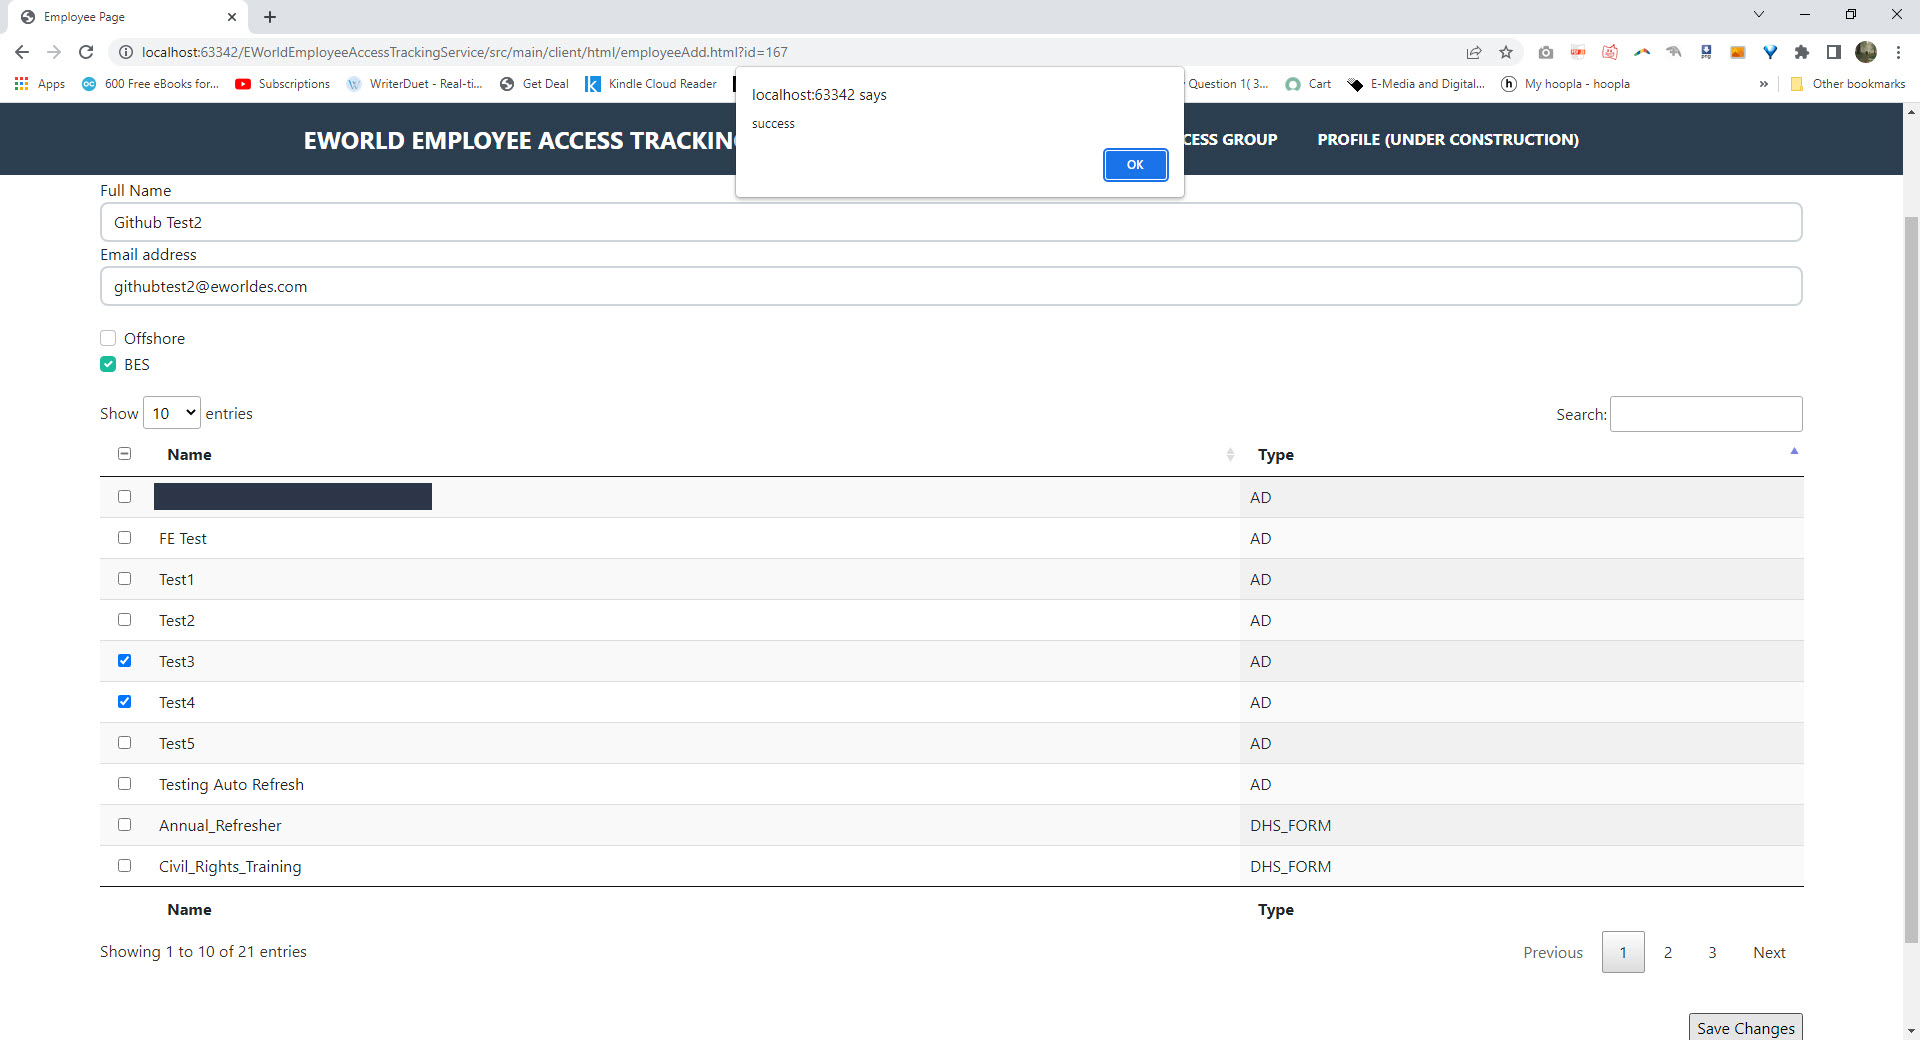 Employee Page
localhost:63342/EWorldEmployeeAccessTrackingService/src/main/client/html/employeeAdd.html?id=167
Apps
600 Free eBooks for...
Subscriptions
WriterDuet - Real-ti...
Get Deal
Kindle Cloud Reader
Question 1( 3...
Cart
E-Media and Digital...
My hoopla - hoopla
»
Other bookmarks
localhost:63342 says
success
OK
EWORLD EMPLOYEE ACCESS TRACKING
CESS GROUP
PROFILE (UNDER CONSTRUCTION)
Full Name
Github Test2
Email address
githubtest2@eworldes.com
Offshore
BES
Show 10 entries
Search:
Name Type
AD
FE Test AD
Test1 AD
Test2 AD
Test3 AD
Test4 AD
Test5 AD
Testing Auto Refresh AD
Annual_Refresher DHS_FORM
Civil_Rights_Training DHS_FORM
Name Type
Showing 1 to 10 of 21 entries
Previous 1 2 3 Next
Save Changes